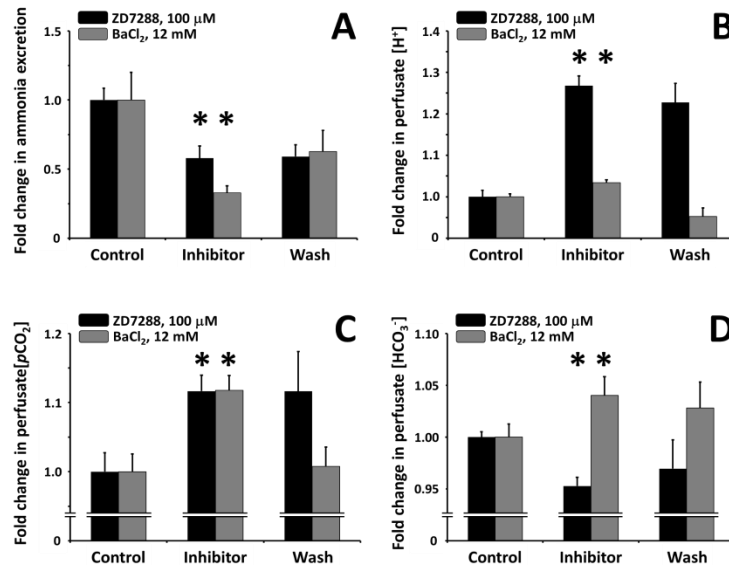 A
ZD7288, 100 μM
BaCl₂, 12 mM
Fold change in ammonia excretion
1.5
1.0
0.5
0
* *
Control Inhibitor Wash
B
ZD7288, 100 μM
BaCl₂, 12 mM
Fold change in perfusate [H⁺]
1.4
1.3
1.2
1.1
1.0
0
* *
Control Inhibitor Wash
C
ZD7288, 100 μM
BaCl₂, 12 mM
Fold change in perfusate[pCO₂]
1.2
1.1
1.0
0
* *
Control Inhibitor Wash
D
ZD7288, 100 μM
BaCl₂, 12 mM
Fold change in perfusate [HCO₃⁻]
1.10
1.05
1.00
0.95
0
* *
Control Inhibitor Wash